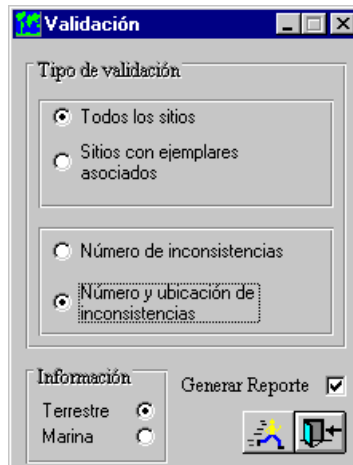 Validación
Tipo de validación
Todos los sitios
Sitios con ejemplares
asociados
Número de inconsistencias
Número y ubicación de
inconsistencias
Información
Terrestre
Marina
Generar Reporte